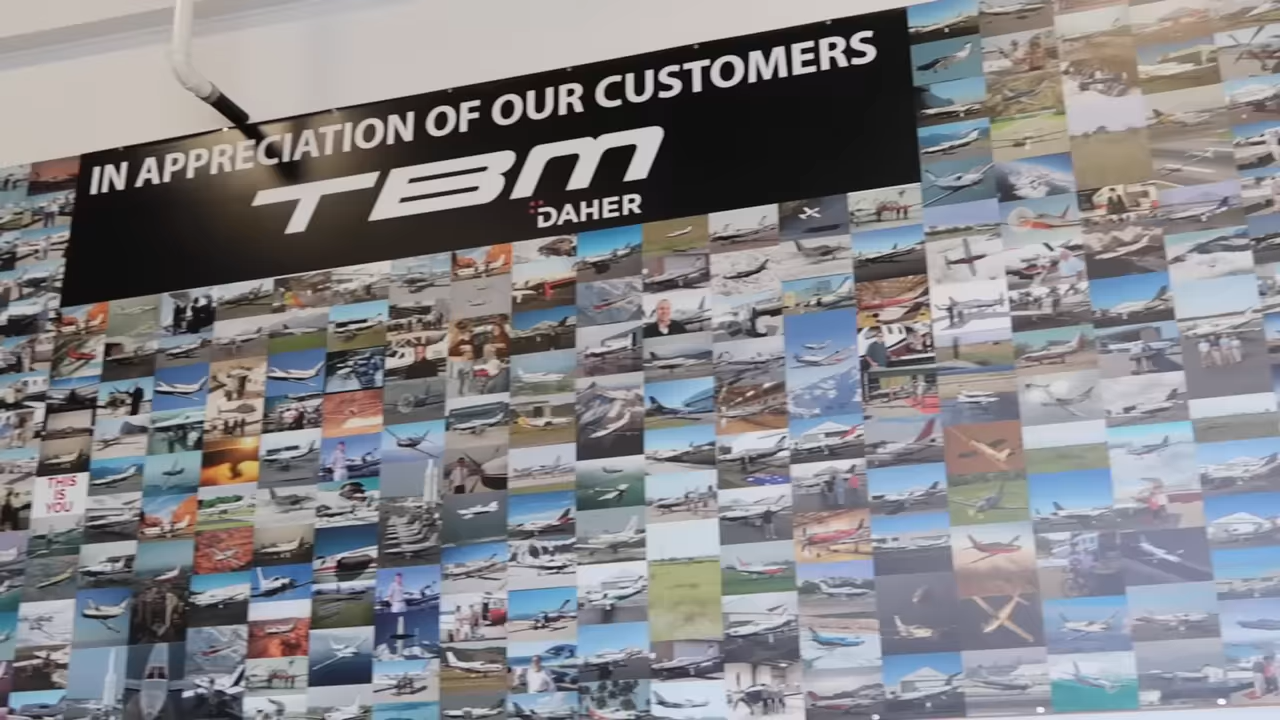 IN APPRECIATION OF OUR CUSTOMERS
TBM
DAHER
THIS
IS
YOU